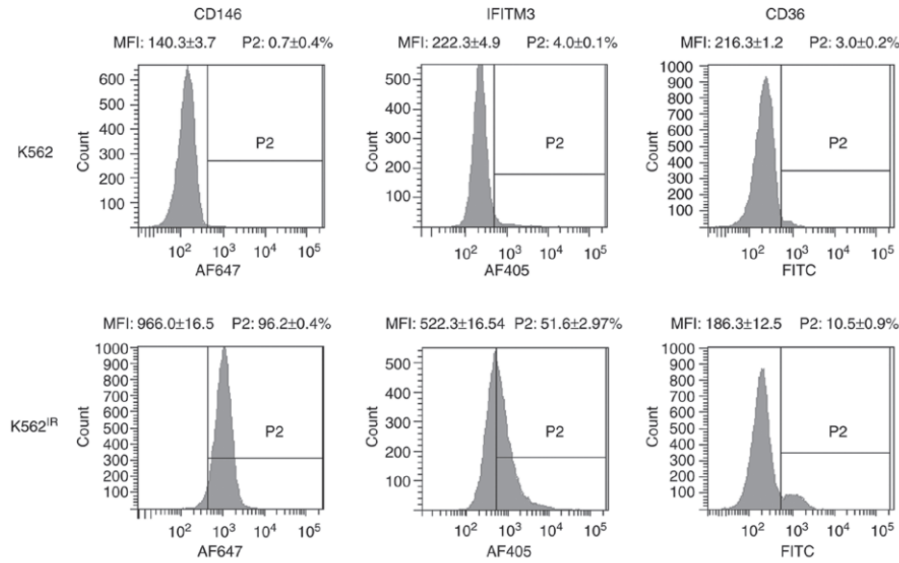 CD146 IFITM3 CD36
MFI: 140.3±3.7 P2: 0.7±0.4% MFI: 222.3±4.9 P2: 4.0±0.1% MFI: 216.3±1.2 P2: 3.0±0.2%
K562
Count
600
500
400
300
200
100
P2
10² 10³ 10⁴ 10⁵
AF647
Count
500
400
300
200
100
P2
10² 10³ 10⁴ 10⁵
AF405
Count
1000
900
800
700
600
500
400
300
200
100
P2
10² 10³ 10⁴ 10⁵
FITC
MFI: 966.0±16.5 P2: 96.2±0.4% MFI: 522.3±16.54 P2: 51.6±2.97% MFI: 186.3±12.5 P2: 10.5±0.9%
K562ᴵᴿ
Count
1000
900
800
700
600
500
400
300
200
100
P2
10² 10³ 10⁴ 10⁵
AF647
Count
500
400
300
200
100
P2
10² 10³ 10⁴ 10⁵
AF405
Count
1000
900
800
700
600
500
400
300
200
100
P2
10² 10³ 10⁴ 10⁵
FITC